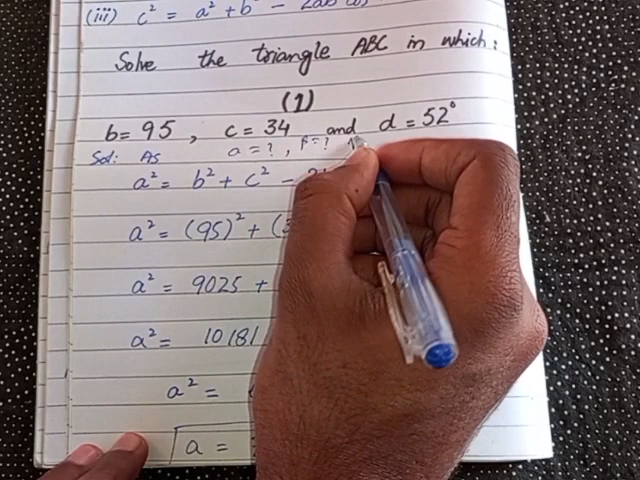 (iii) c² = a² + b² - 2ab
Solve the triangle ABC in which:
(1)
b = 95 , c = 34 and α = 52°
Sol: As a = ? , β = ?
a² = b² + c² -
a² = (95)² + (3
a² = 9025 +
a² = 10181
a² =
a =